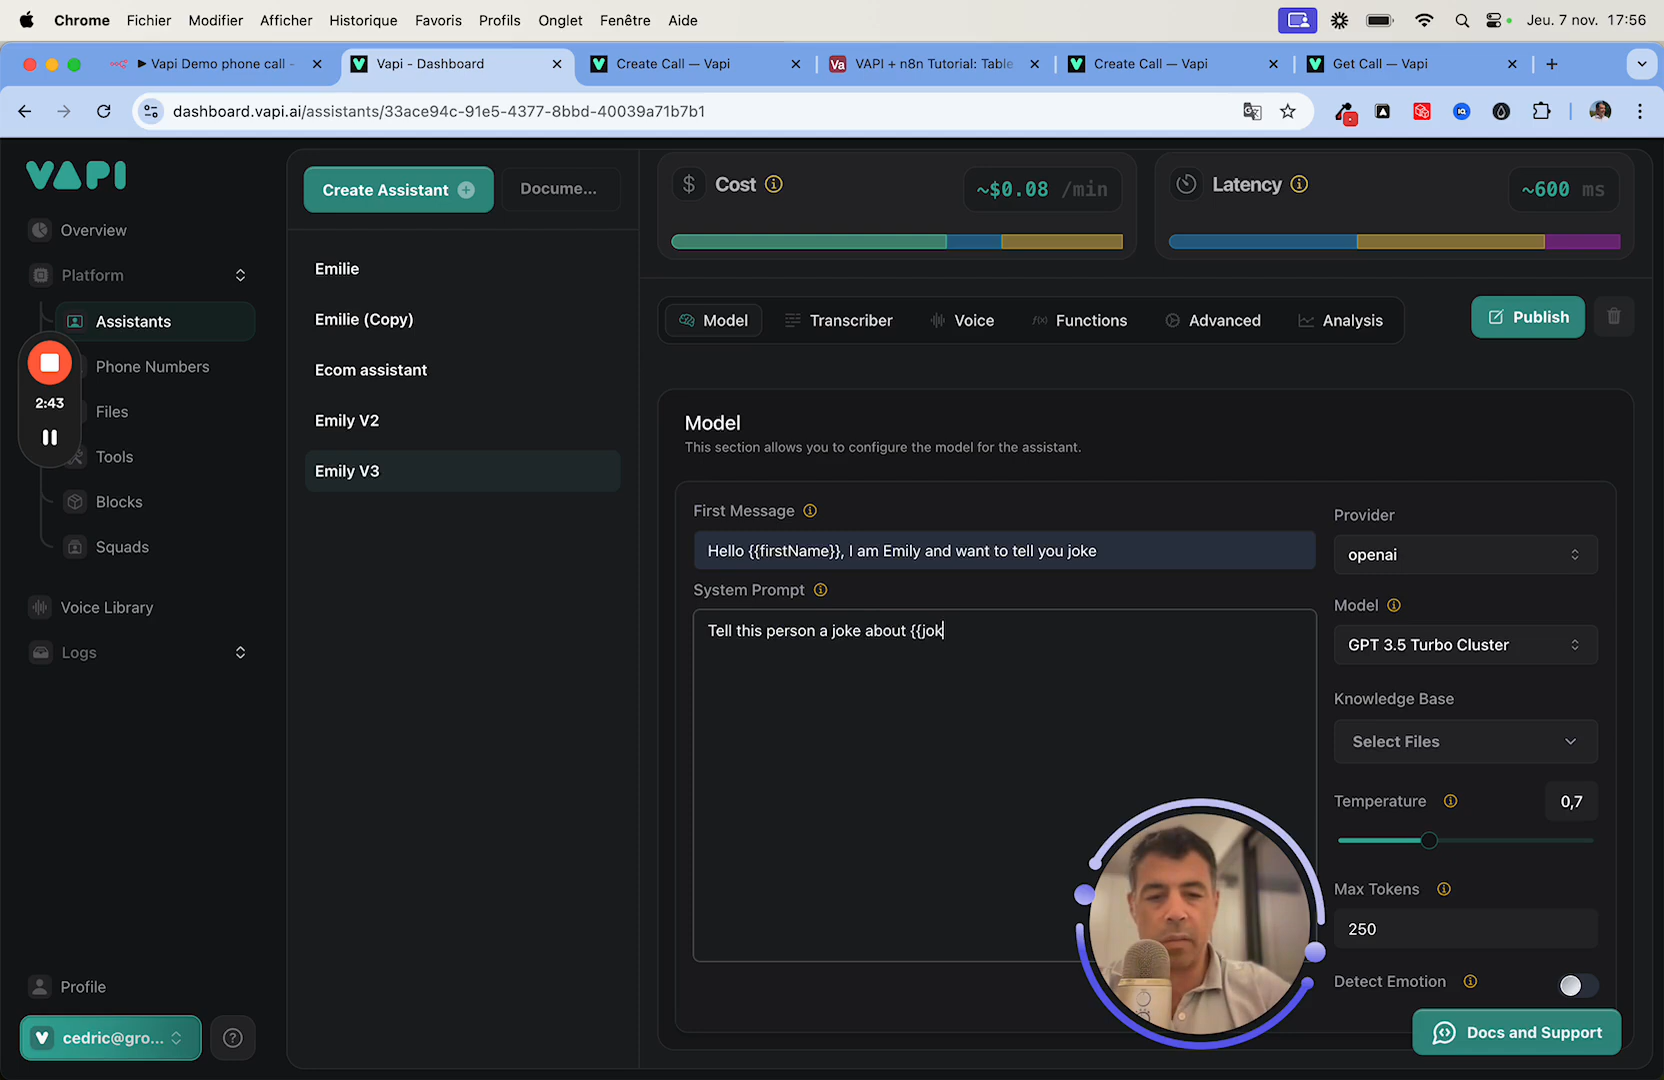 Chrome Fichier Modifier Afficher Historique Favoris Profils Onglet Fenêtre Aide Jeu. 7 nov. 17:56
Vapi Demo phone call - Vapi - Dashboard Create Call — Vapi VAPI + n8n Tutorial: Table Create Call — Vapi Get Call — Vapi
dashboard.vapi.ai/assistants/33ace94c-91e5-4377-8bbd-40039a71b7b1
VAPI
Overview
Platform
Assistants
Phone Numbers
Files
Tools
Blocks
Squads
Voice Library
Logs
2:43
Profile
cedric@gro...
Create Assistant
Docume...
Emilie
Emilie (Copy)
Ecom assistant
Emily V2
Emily V3
Cost ~$0.08 /min
Latency ~600 ms
Model Transcriber Voice Functions Advanced Analysis
Publish
Model
This section allows you to configure the model for the assistant.
First Message
Hello {{firstName}}, I am Emily and want to tell you joke
System Prompt
Tell this person a joke about {{jok
Provider
openai
Model
GPT 3.5 Turbo Cluster
Knowledge Base
Select Files
Temperature 0,7
Max Tokens
250
Detect Emotion
Docs and Support